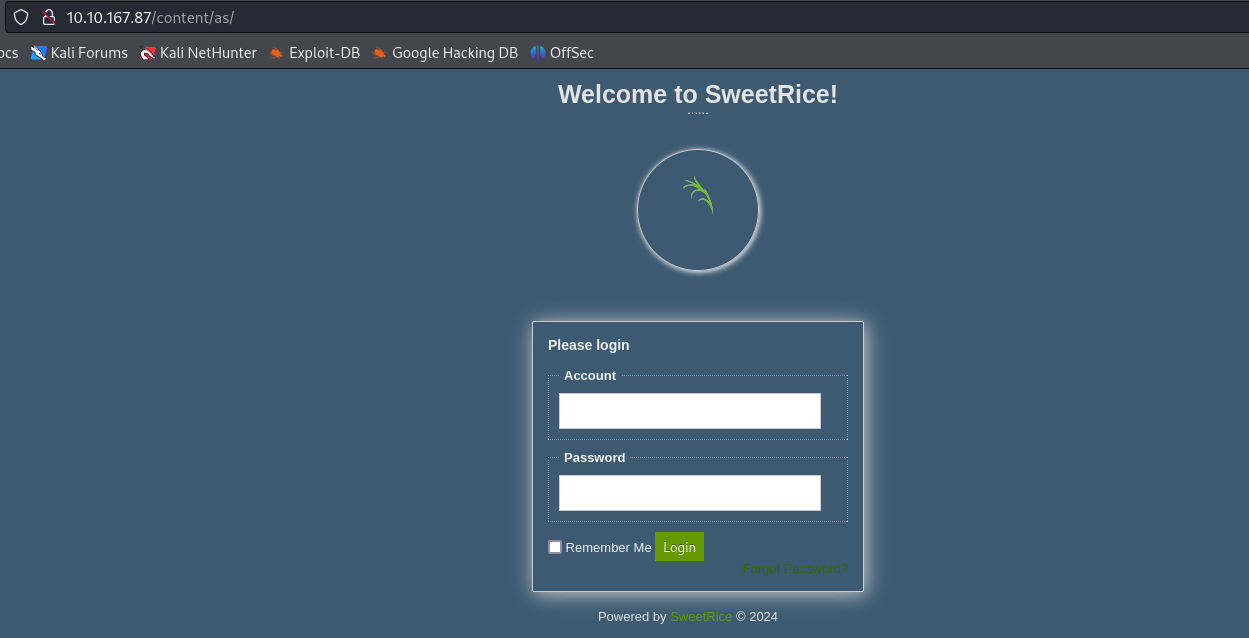 10.10.167.87/content/as/
ocs Kali Forums Kali NetHunter Exploit-DB Google Hacking DB OffSec
Welcome to SweetRice!
......
Please login
Account
Password
Remember Me Login
Forgot Password?
Powered by SweetRice © 2024